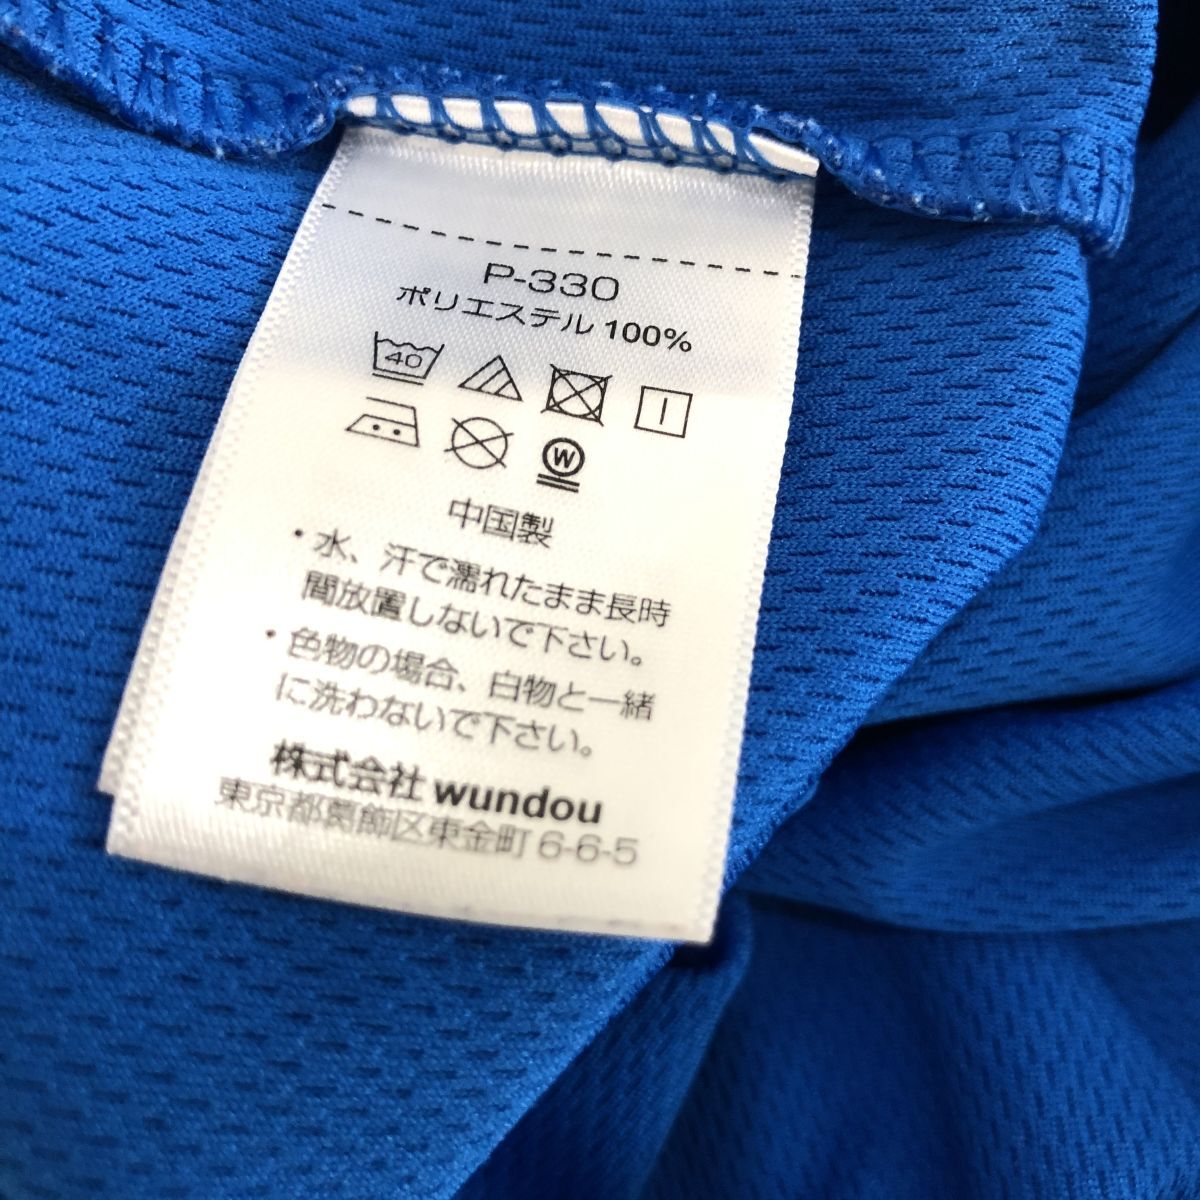 P-330
ポリエステル 100%
40
W
中国製
・水、汗で濡れたまま長時
間放置しないで下さい。
・色物の場合、白物と一緒
に洗わないで下さい。
株式会社 wundou
東京都葛飾区東金町 6-6-5